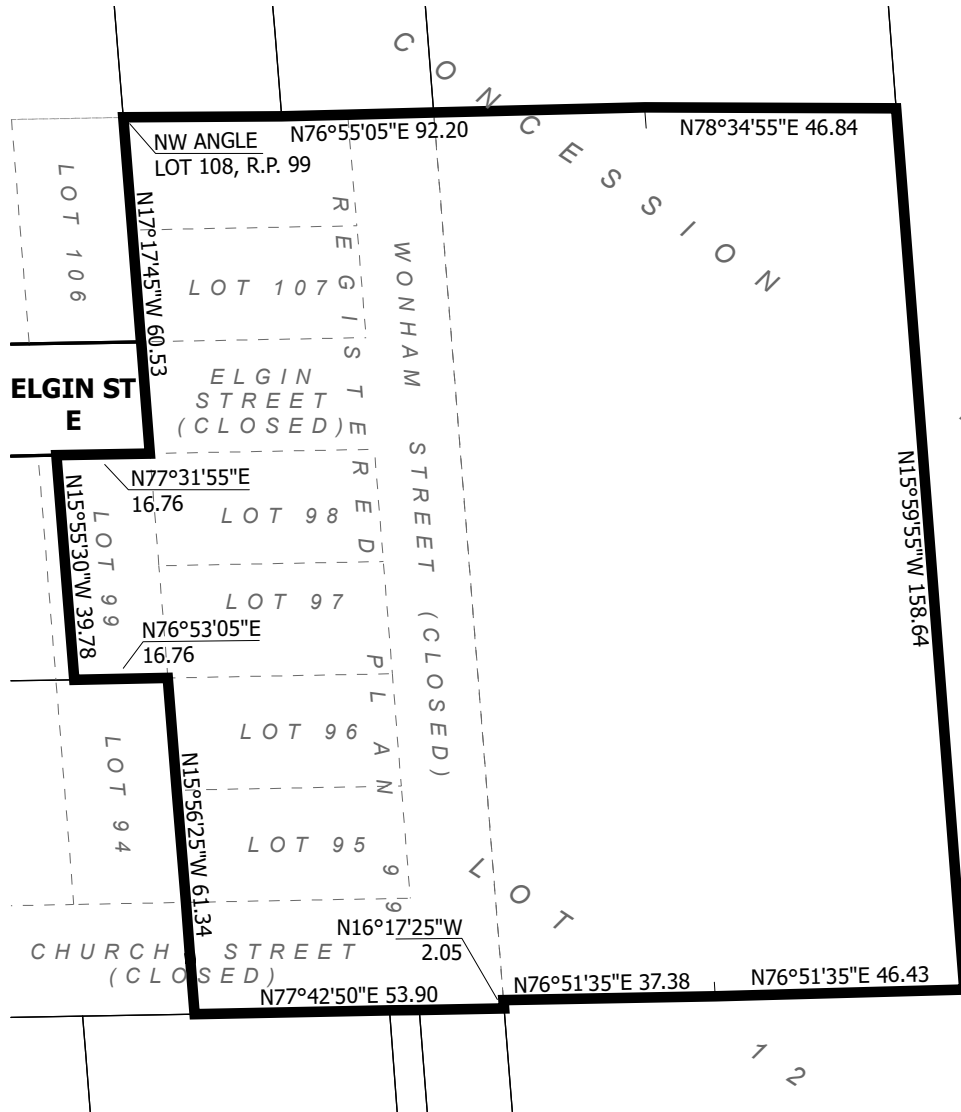 CONCESSION
NW ANGLE
LOT 108, R.P. 99
N76°55'05"E 92.20
N78°34'55"E 46.84
LOT 106
N17°17'45"W 60.53
LOT 107
REGISTERED
PLAN 99
WONHAM STREET (CLOSED)
ELGIN ST
E
ELGIN
STREET
(CLOSED)
N77°31'55"E
16.76
N15°55'30"W 39.78
LOT 99
LOT 98
N15°59'55"W 158.64
LOT 97
N76°53'05"E
16.76
LOT 96
LOT 94
N15°56'25"W 61.34
LOT 95
LOT
N16°17'25"W
2.05
CHURCH STREET
(CLOSED)
N77°42'50"E 53.90
N76°51'35"E 37.38
N76°51'35"E 46.43
12